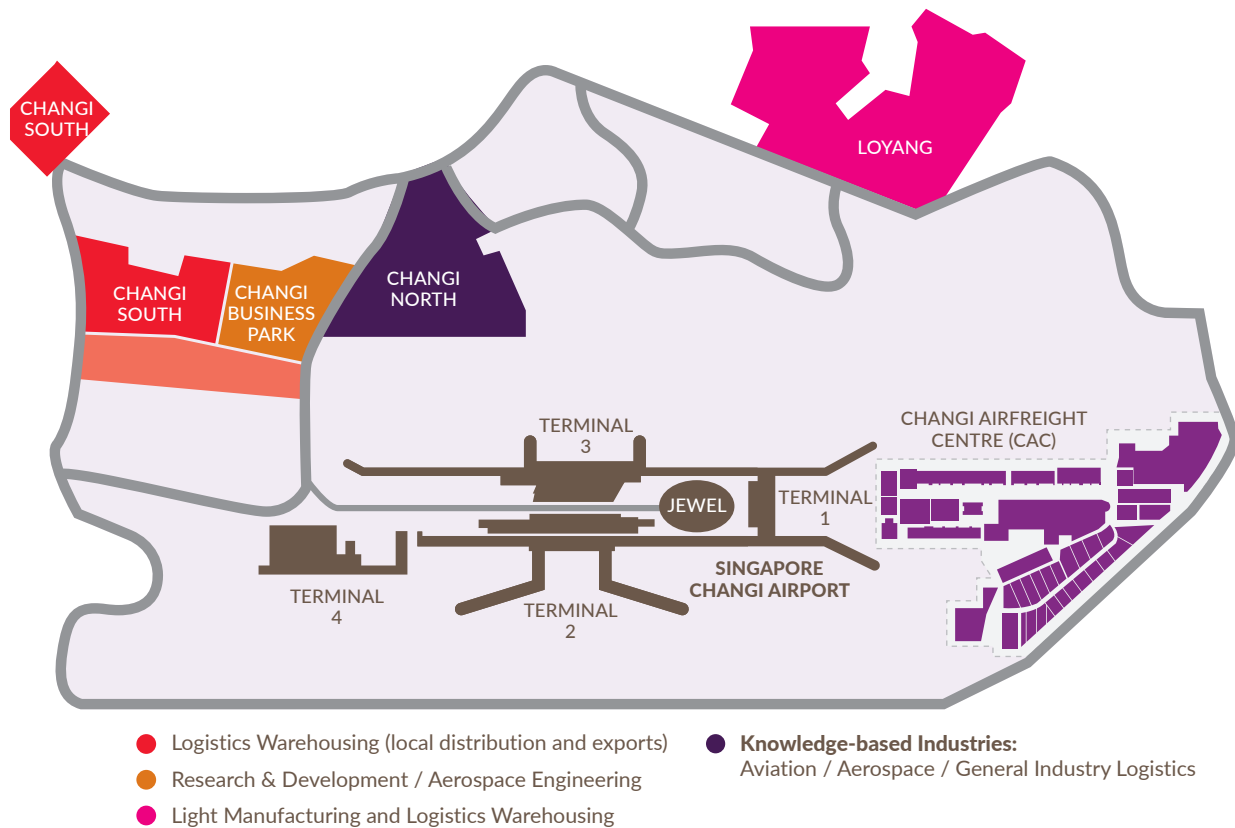 CHANGI
SOUTH
LOYANG
CHANGI
SOUTH
CHANGI
BUSINESS
PARK
CHANGI
NORTH
TERMINAL
3
CHANGI AIRFREIGHT
CENTRE (CAC)
JEWEL
TERMINAL
1
SINGAPORE
CHANGI AIRPORT
TERMINAL
4
TERMINAL
2
Logistics Warehousing (local distribution and exports)
Research & Development / Aerospace Engineering
Light Manufacturing and Logistics Warehousing
Knowledge-based Industries:
Aviation / Aerospace / General Industry Logistics